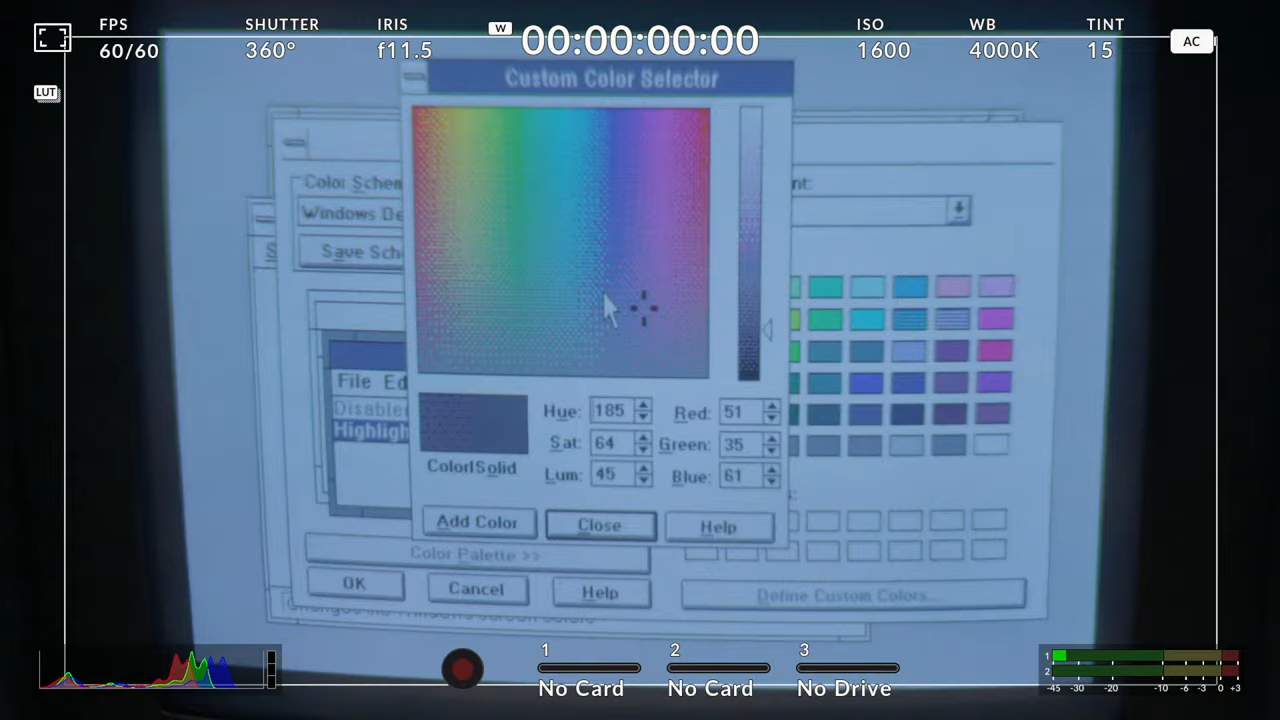 FPS SHUTTER IRIS W 00:00:00:00 ISO WB TINT AC
60/60 360° f11.5 1600 4000K 15
LUT
Custom Color Selector
Color Schem
nt:
Windows De
Save Sch
File Ed
Disable
Highligh
Hue: 185 Red: 51
Sat: 64 Green: 35
Lum: 45 Blue: 61
Color|Solid
Add Color Close Help
Color Palette >>
OK Cancel Help Define Custom Colors...
1 2 3
No Card No Card No Drive
1
2
-45 -30 -20 -10 -6 -3 0 +3